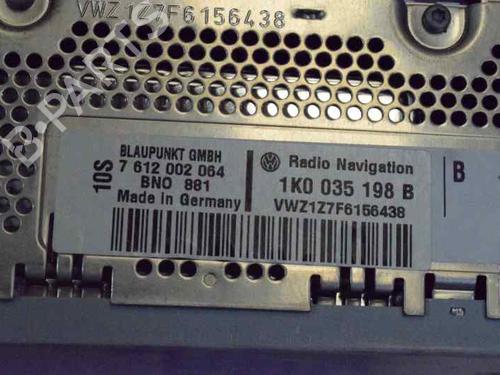 VWZ1Z7F6156438
B-PARTS
10S
BLAUPUNKT GMBH
7 612 002 064
BNO 881
Made in Germany
Radio Navigation
1K0 035 198 B
VWZ1Z7F6156438
B